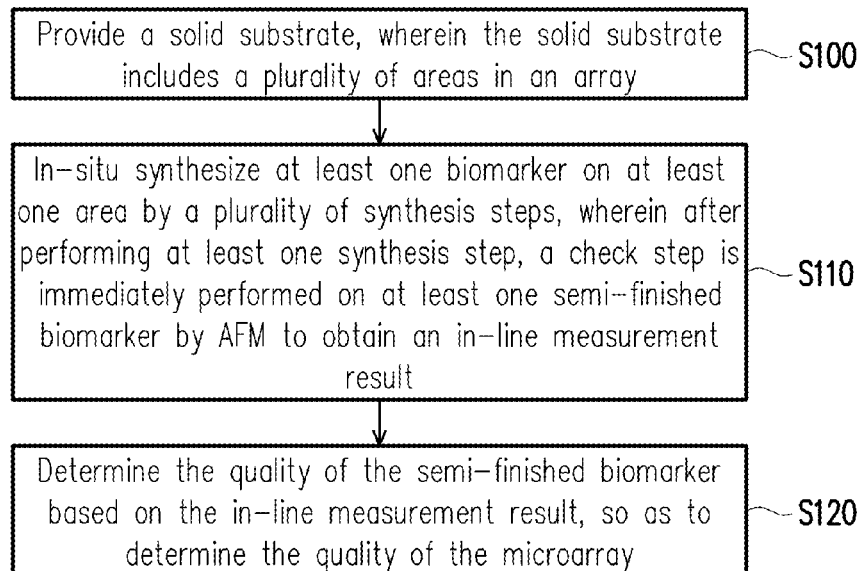 Provide a solid substrate, wherein the solid substrate
includes a plurality of areas in an array
S100
In-situ synthesize at least one biomarker on at least
one area by a plurality of synthesis steps, wherein after
performing at least one synthesis step, a check step is
immediately performed on at least one semi-finished
biomarker by AFM to obtain an in-line measurement
result
S110
Determine the quality of the semi-finished biomarker
based on the in-line measurement result, so as to
determine the quality of the microarray
S120